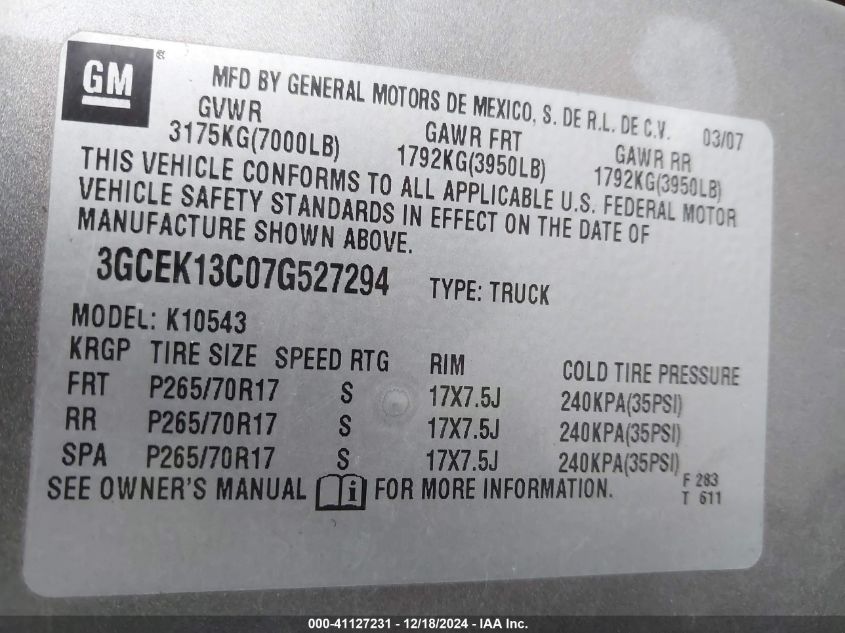 GM ®
MFD BY GENERAL MOTORS DE MEXICO, S. DE R.L. DE C.V. 03/07
GVWR GAWR FRT GAWR RR
3175KG(7000LB) 1792KG(3950LB) 1792KG(3950LB)
THIS VEHICLE CONFORMS TO ALL APPLICABLE U.S. FEDERAL MOTOR
VEHICLE SAFETY STANDARDS IN EFFECT ON THE DATE OF
MANUFACTURE SHOWN ABOVE.
3GCEK13C07G527294 TYPE: TRUCK
MODEL: K10543
KRGP TIRE SIZE SPEED RTG RIM COLD TIRE PRESSURE
FRT P265/70R17 S 17X7.5J 240KPA(35PSI)
RR P265/70R17 S 17X7.5J 240KPA(35PSI)
SPA P265/70R17 S 17X7.5J 240KPA(35PSI)
SEE OWNER'S MANUAL i FOR MORE INFORMATION.
F 283
T 611
000-41127231 - 12/18/2024 - IAA Inc.